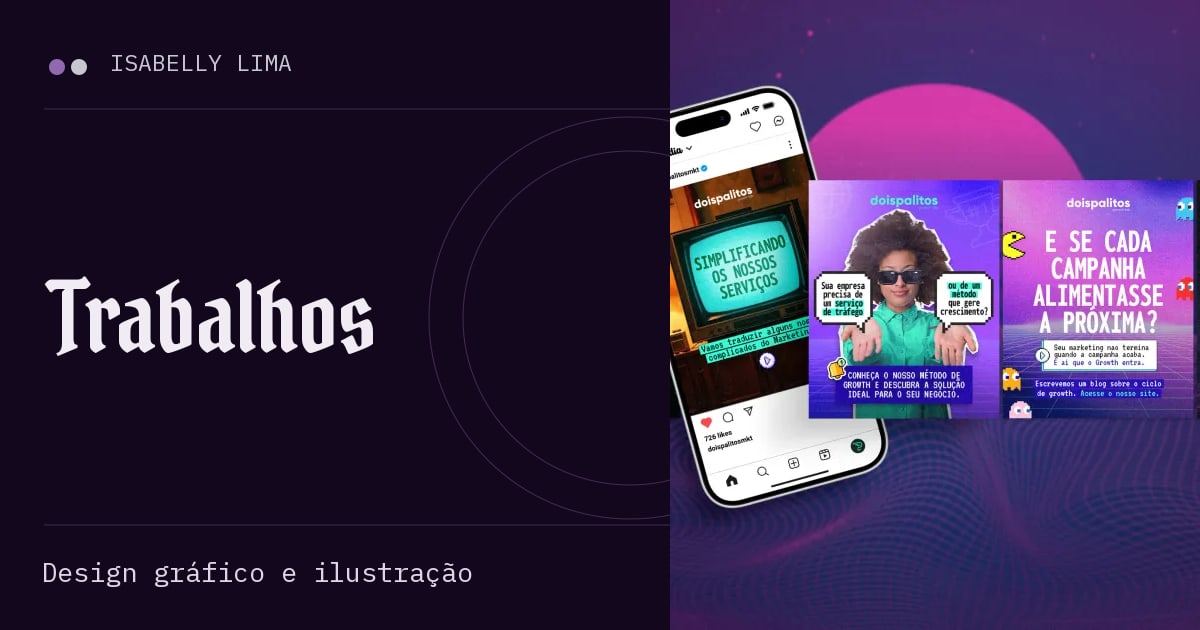 ISABELLY LIMA
Trabalhos
Design gráfico e ilustração
doispalitos
SIMPLIFICANDO
OS NOSSOS
SERVIÇOS
Vamos traduzir alguns
complicados do
726 likes
doispalitosmkt
doispalitos
Sua empresa
precisa de
um serviço
de tráfego
ou de um
método
que gere
crescimento?
CONHEÇA O NOSSO MÉTODO DE
GROWTH E DESCUBRA A SOLUÇÃO
IDEAL PARA O SEU NEGÓCIO.
doispalitos
E SE CADA
CAMPANHA
ALIMENTASSE
A PRÓXIMA?
Seu marketing não termina
quando a campanha acaba.
É aí que o Growth entra.
Escrevemos um blog sobre o ciclo
de growth. Acesse o nosso site.